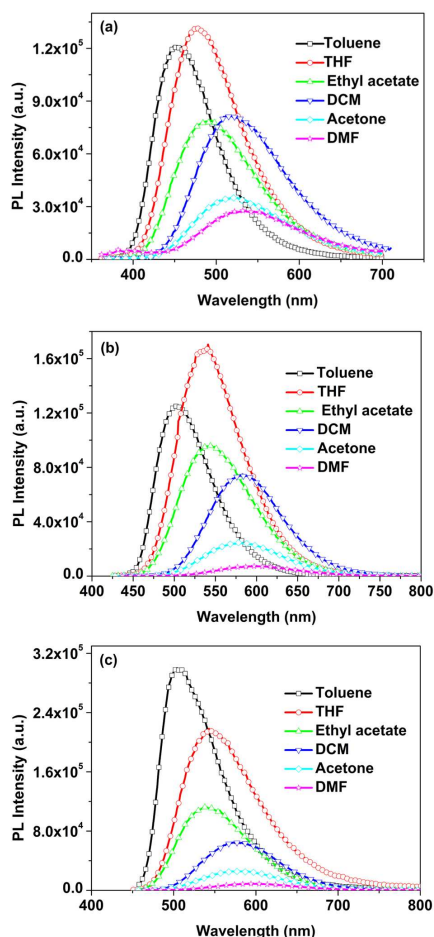 (a)
Toluene
THF
Ethyl acetate
DCM
Acetone
DMF
PL Intensity (a.u.)
1.2x10⁵
9.0x10⁴
6.0x10⁴
3.0x10⁴
0.0
400 500 600 700
Wavelength (nm)
(b)
Toluene
THF
Ethyl acetate
DCM
Acetone
DMF
PL Intensity (a.u.)
1.6x10⁵
1.2x10⁵
8.0x10⁴
4.0x10⁴
0.0
400 450 500 550 600 650 700 750 800
Wavelength (nm)
(c)
Toluene
THF
Ethyl acetate
DCM
Acetone
DMF
PL Intensity (a.u.)
3.2x10⁵
2.4x10⁵
1.6x10⁵
8.0x10⁴
0.0
400 500 600 700 800
Wavelength (nm)